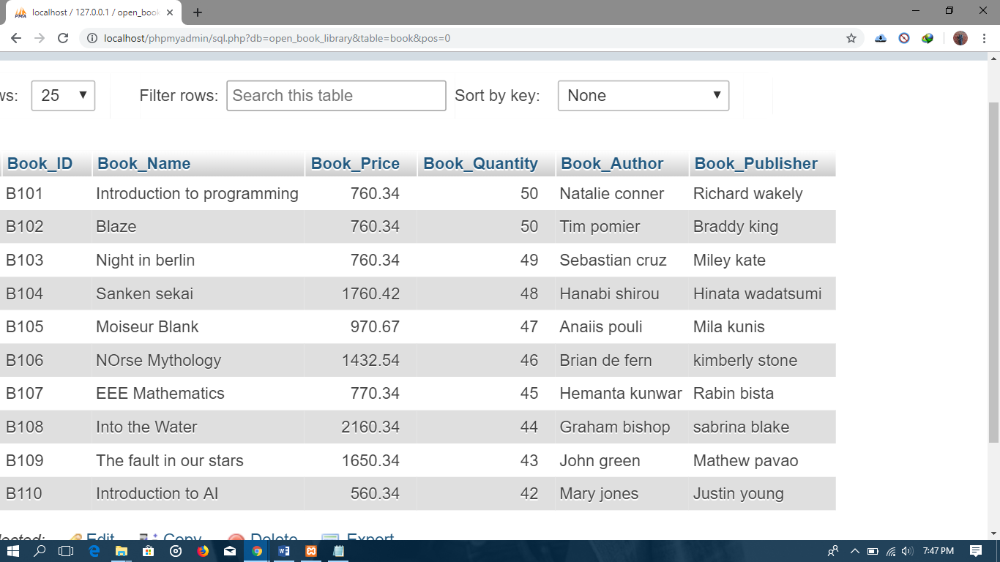 localhost / 127.0.0.1 / open_boo
localhost/phpmyadmin/sql.php?db=open_book_library&table=book&pos=0
ws: 25 Filter rows: Search this table Sort by key: None
Book_ID Book_Name Book_Price Book_Quantity Book_Author Book_Publisher
B101 Introduction to programming 760.34 50 Natalie conner Richard wakely
B102 Blaze 760.34 50 Tim pomier Braddy king
B103 Night in berlin 760.34 49 Sebastian cruz Miley kate
B104 Sanken sekai 1760.42 48 Hanabi shirou Hinata wadatsumi
B105 Moiseur Blank 970.67 47 Anaiis pouli Mila kunis
B106 NOrse Mythology 1432.54 46 Brian de fern kimberly stone
B107 EEE Mathematics 770.34 45 Hemanta kunwar Rabin bista
B108 Into the Water 2160.34 44 Graham bishop sabrina blake
B109 The fault in our stars 1650.34 43 John green Mathew pavao
B110 Introduction to AI 560.34 42 Mary jones Justin young
Edit Copy Delete Export
7:47 PM